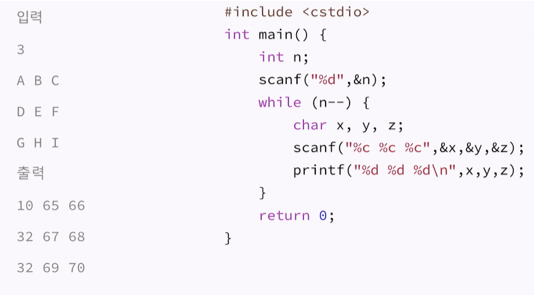 입력
3
A B C
D E F
G H I
출력
10 65 66
32 67 68
32 69 70
#include <cstdio>
int main() {
    int n;
    scanf("%d",&n);
    while (n--) {
        char x, y, z;
        scanf("%c %c %c",&x,&y,&z);
        printf("%d %d %d\n",x,y,z);
    }
    return 0;
}